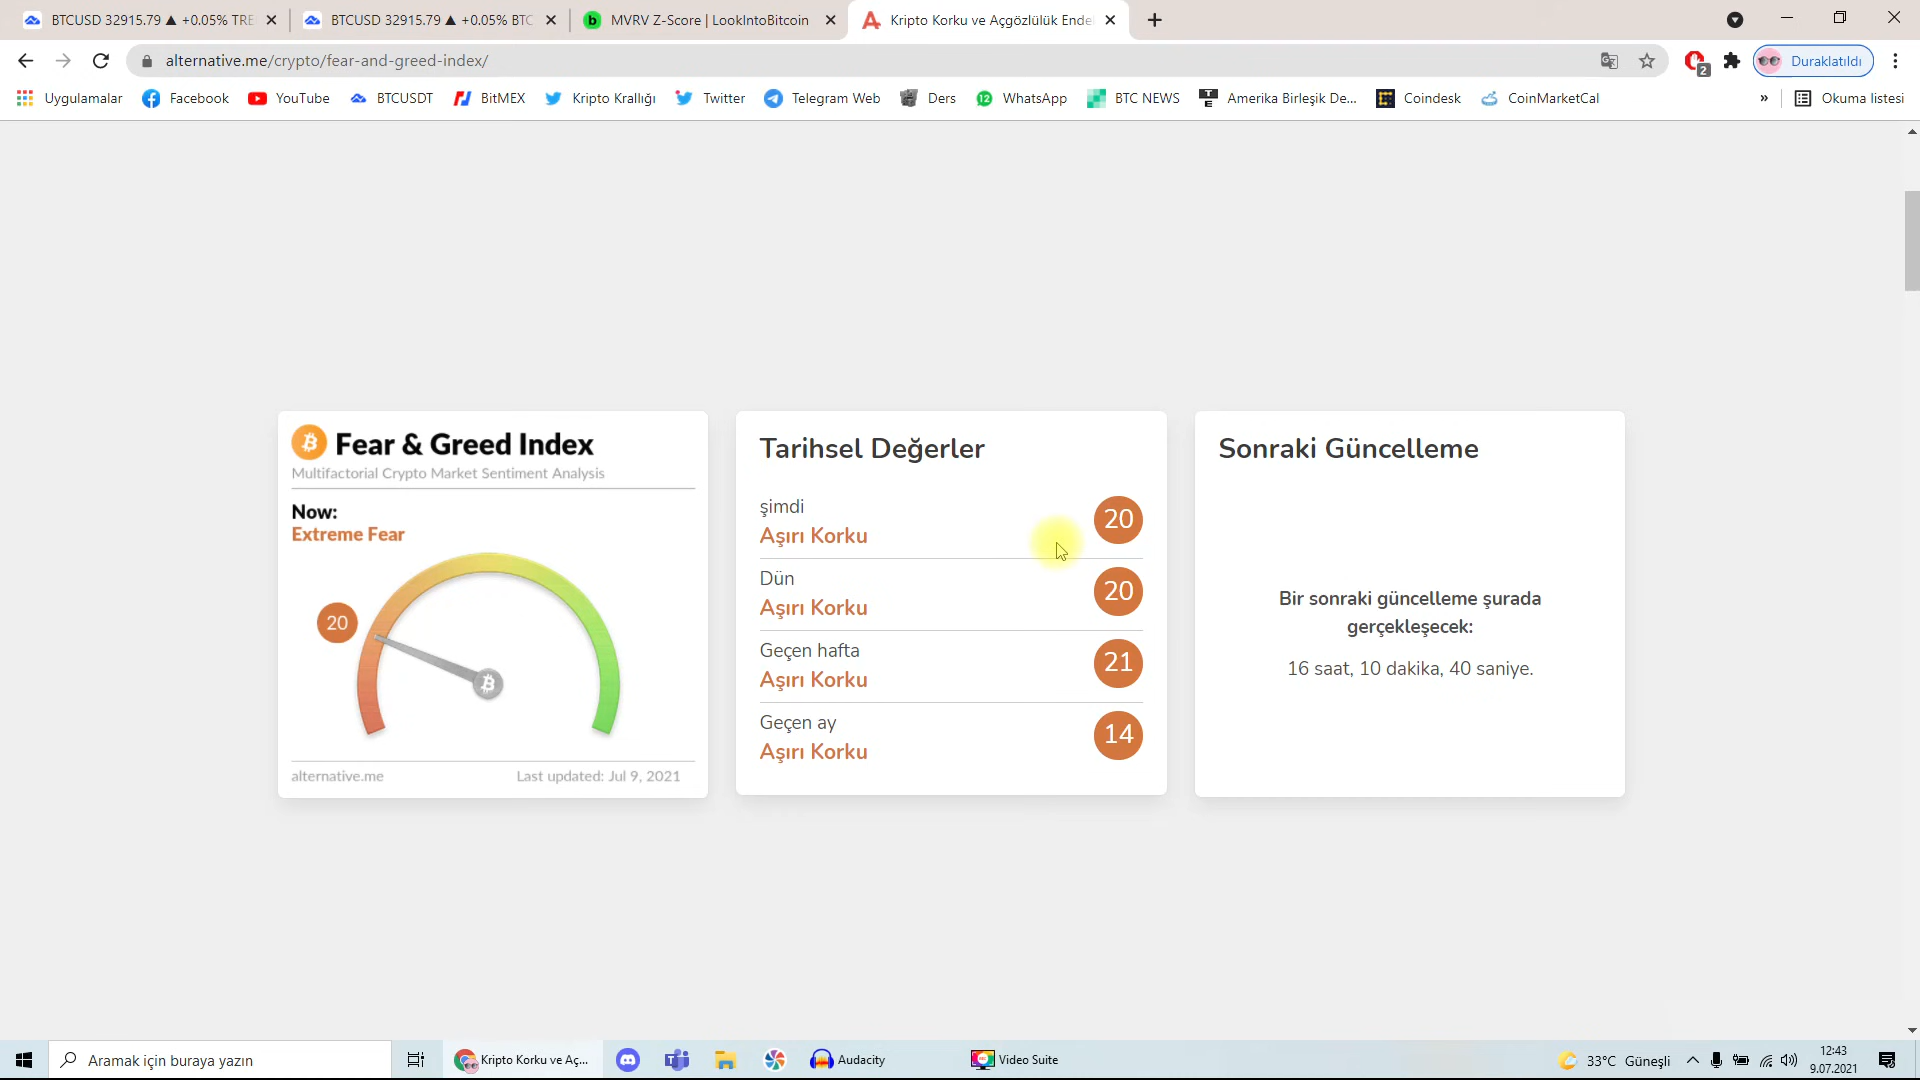 BTCUSD 32915.79 ▲ +0.05% TRE
BTCUSD 32915.79 ▲ +0.05% BTC
MVRV Z-Score | LookIntoBitcoin
Kripto Korku ve Açgözlülük Ende
alternative.me/crypto/fear-and-greed-index/
2
Duraklatıldı
Uygulamalar
Facebook
YouTube
BTCUSDT
BitMEX
Kripto Krallığı
Twitter
Telegram Web
Ders
WhatsApp
BTC NEWS
Amerika Birleşik De...
Coindesk
CoinMarketCal
»
Okuma listesi
Fear & Greed Index
Multifactorial Crypto Market Sentiment Analysis
Now:
Extreme Fear
20
alternative.me
Last updated: Jul 9, 2021
Tarihsel Değerler
şimdi
Aşırı Korku
20
Dün
Aşırı Korku
20
Geçen hafta
Aşırı Korku
21
Geçen ay
Aşırı Korku
14
Sonraki Güncelleme
Bir sonraki güncelleme şurada
gerçekleşecek:
16 saat, 10 dakika, 40 saniye.
Aramak için buraya yazın
Kripto Korku ve Aç...
Audacity
Video Suite
33°C Güneşli
12:43
9.07.2021